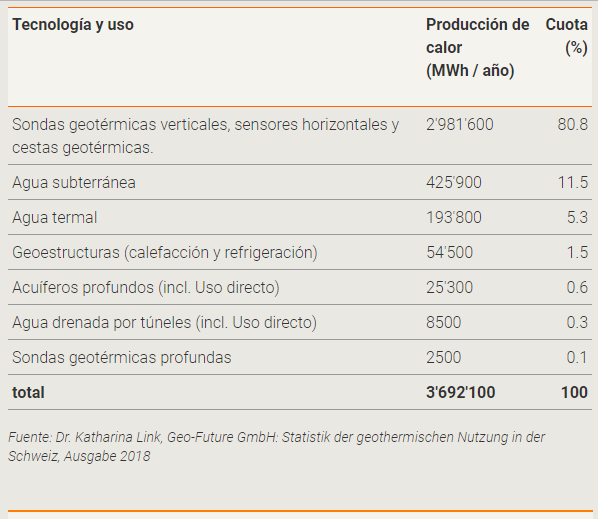 Tecnología y uso Producción de Cuota
calor (%)
(MWh / año)
Sondas geotérmicas verticales, sensores horizontales y 2'981'600 80.8
cestas geotérmicas.
Agua subterránea 425'900 11.5
Agua termal 193'800 5.3
Geoestructuras (calefacción y refrigeración) 54'500 1.5
Acuíferos profundos (incl. Uso directo) 25'300 0.6
Agua drenada por túneles (incl. Uso directo) 8500 0.3
Sondas geotérmicas profundas 2500 0.1
total 3'692'100 100
Fuente: Dr. Katharina Link, Geo-Future GmbH: Statistik der geothermischen Nutzung in der
Schweiz, Ausgabe 2018